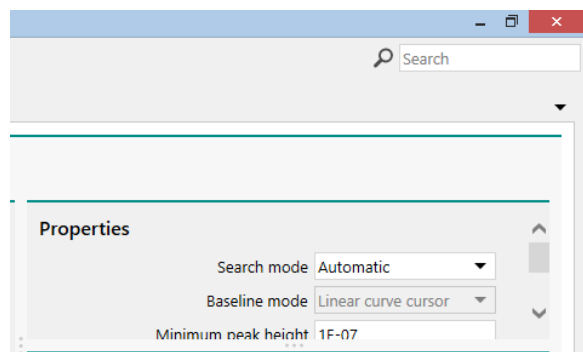 Search
Properties
Search mode Automatic
Baseline mode Linear curve cursor
Minimum peak height 1E-07